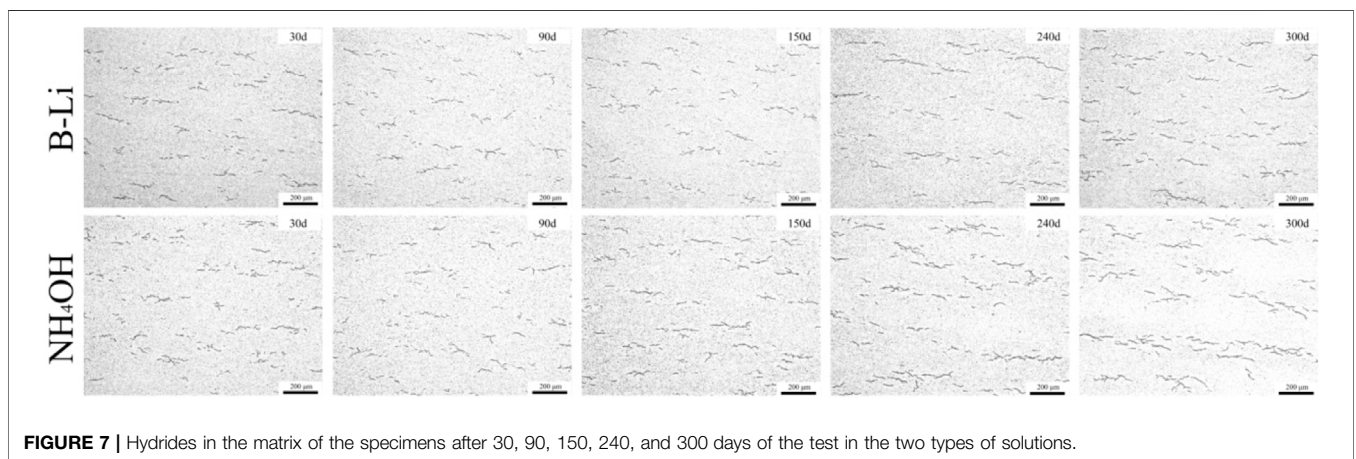 30d 90d 150d 240d 300d
B-Li
200 μm 200 μm 200 μm 200 μm 200 μm
30d 90d 150d 240d 300d
NH₄OH
200 μm 200 μm 200 μm 200 μm 200 μm
FIGURE 7 | Hydrides in the matrix of the specimens after 30, 90, 150, 240, and 300 days of the test in the two types of solutions.